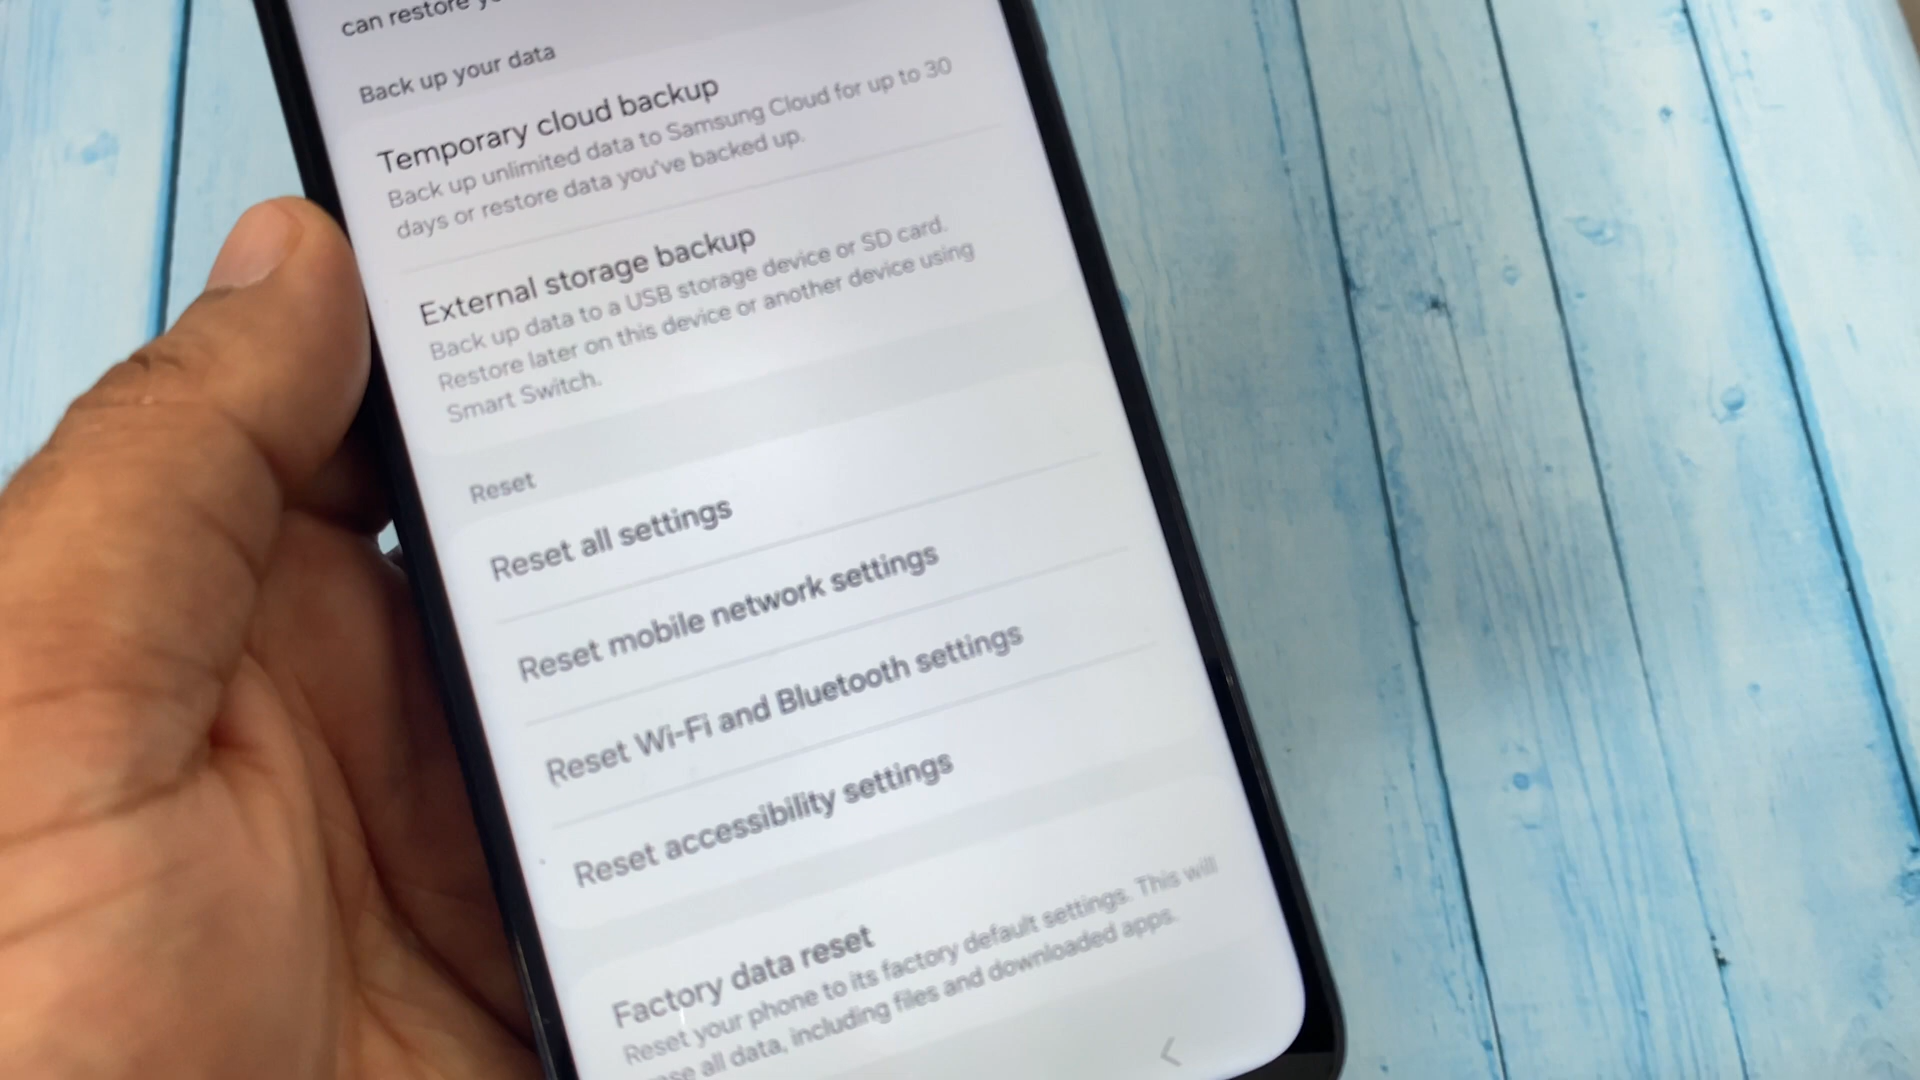 can restore
Back up your data
Temporary cloud backup
Back up unlimited data to Samsung Cloud for up to 30
days or restore data you've backed up.
External storage backup
Back up data to a USB storage device or SD card.
Restore later on this device or another device using
Smart Switch.
Reset
Reset all settings
Reset mobile network settings
Reset Wi-Fi and Bluetooth settings
Reset accessibility settings
Factory data reset
Reset your phone to its factory default settings. This will
all data, including files and downloaded apps.